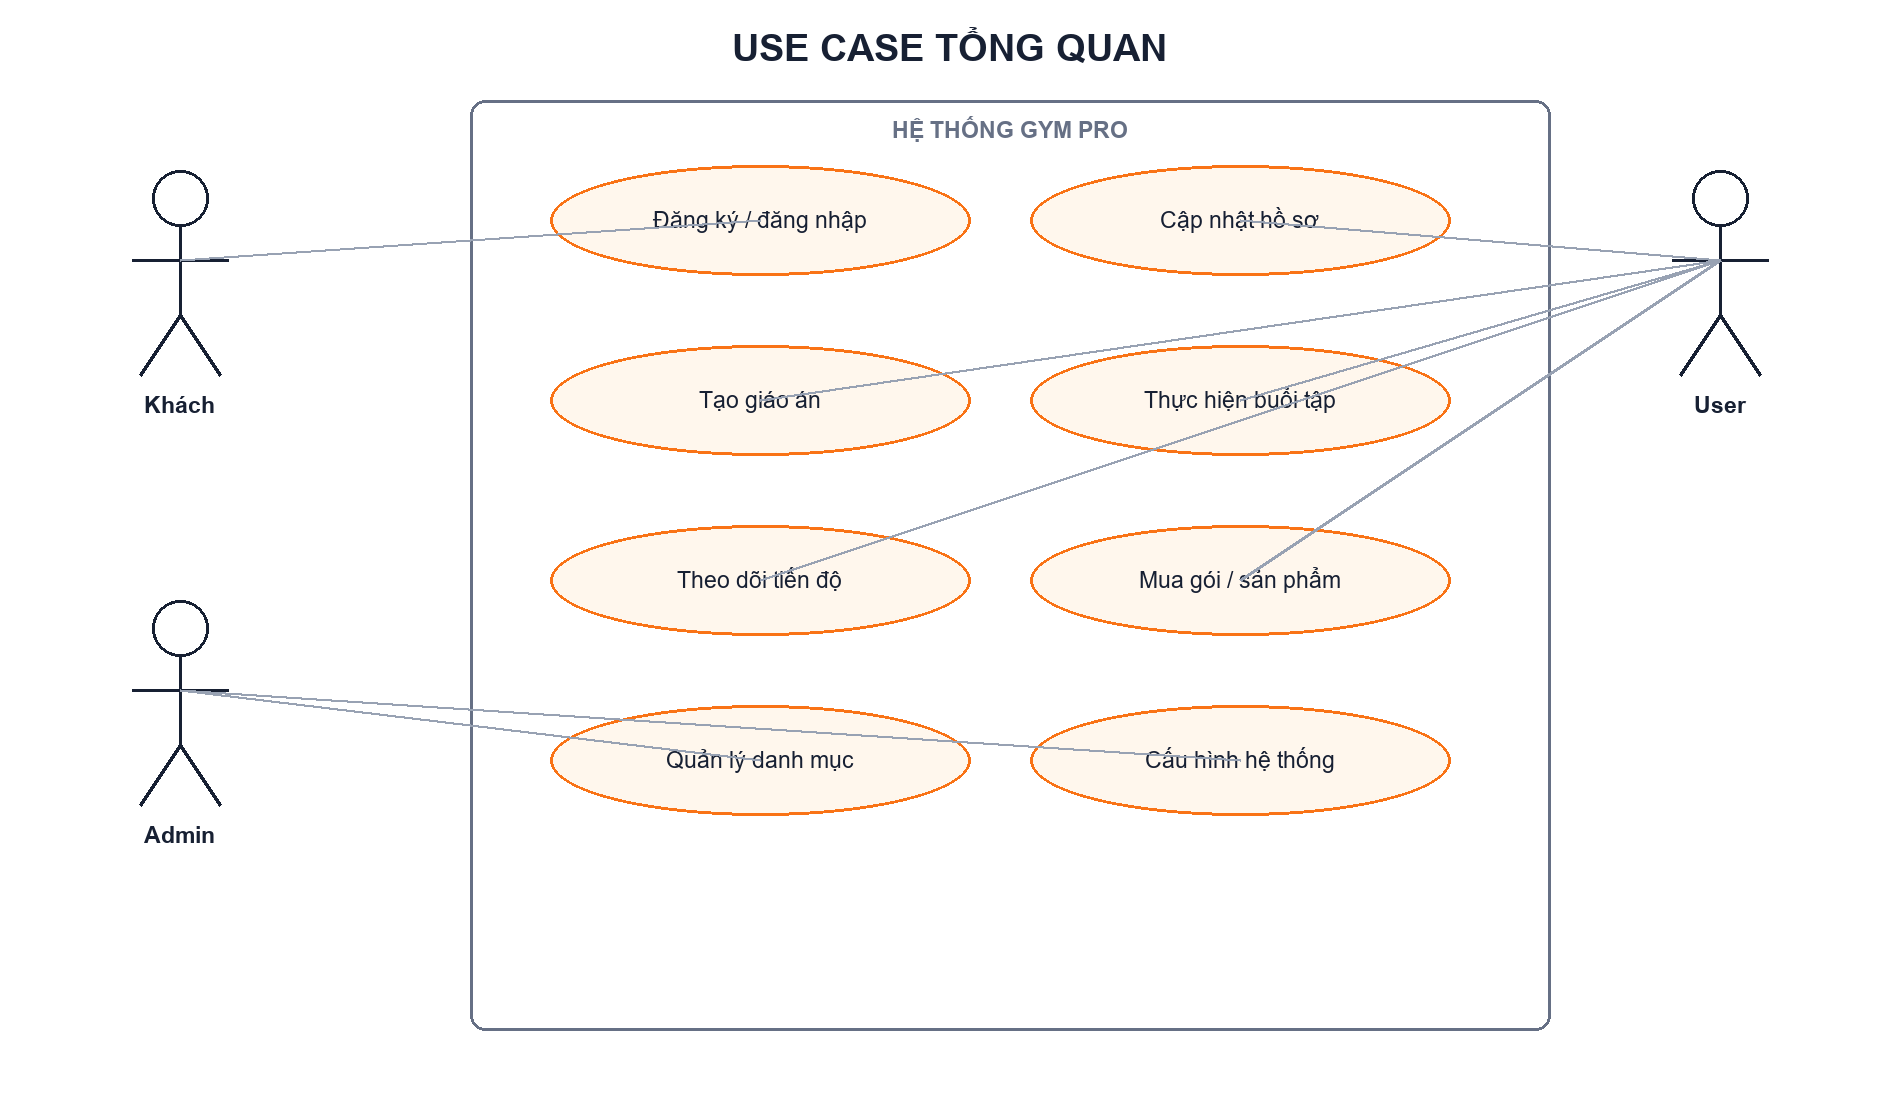 USE CASE TỔNG QUAN
HỆ THỐNG GYM PRO
Đăng ký / đăng nhập
Cập nhật hồ sơ
Tạo giáo án
Thực hiện buổi tập
Khách
User
Theo dõi tiến độ
Mua gói / sản phẩm
Quản lý danh mục
Cấu hình hệ thống
Admin